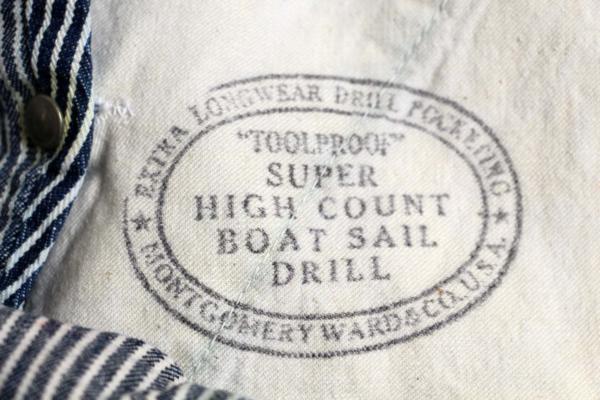 EXTRA LONGWEAR DRILL POCKETING
"TOOLPROOF"
SUPER
HIGH COUNT
BOAT SAIL
DRILL
★ MONTGOMERY WARD & CO. U.S.A. ★